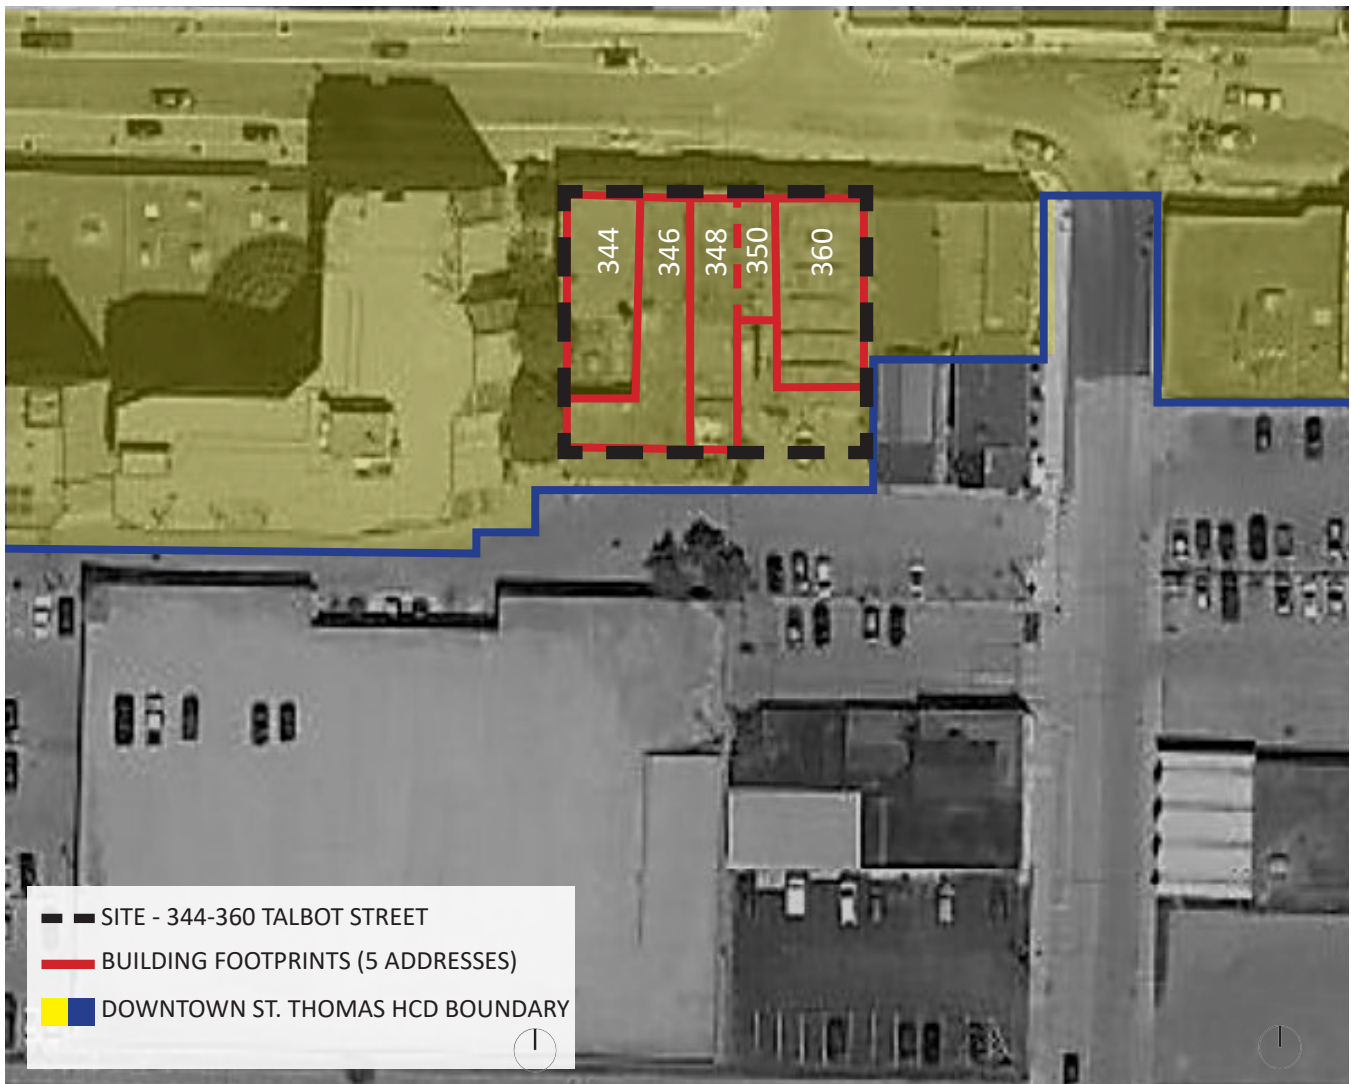 344
346
348
350
360
SITE - 344-360 TALBOT STREET
BUILDING FOOTPRINTS (5 ADDRESSES)
DOWNTOWN ST. THOMAS HCD BOUNDARY